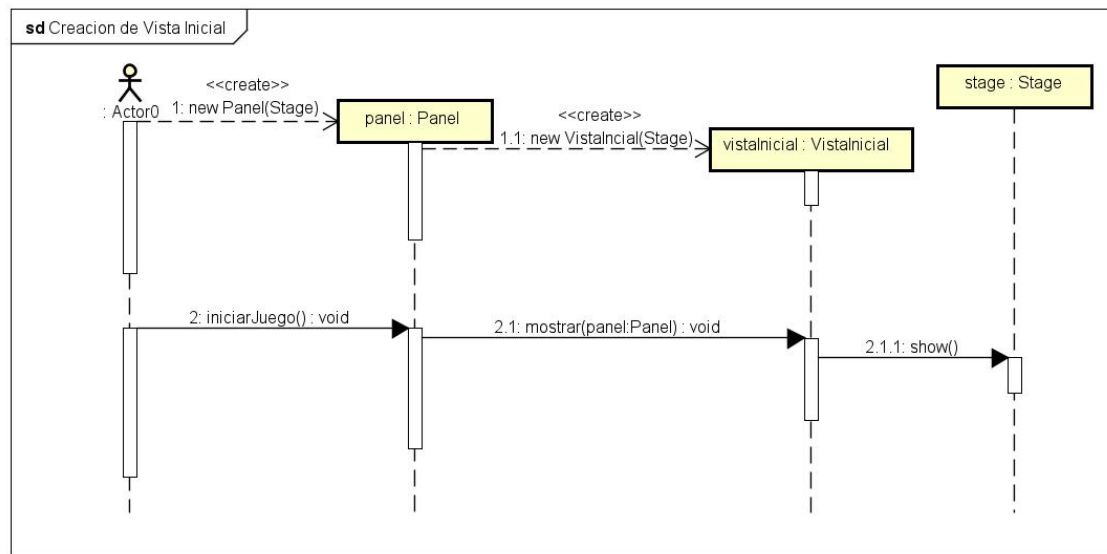 sd Creacion de Vista Inicial
<<create>>
stage : Stage
: Actor0
1: new Panel(Stage)
panel : Panel
<<create>>
1.1: new VistaIncial(Stage)
vistaInicial : VistaInicial
2: iniciarJuego() : void
2.1: mostrar(panel:Panel) : void
2.1.1: show()